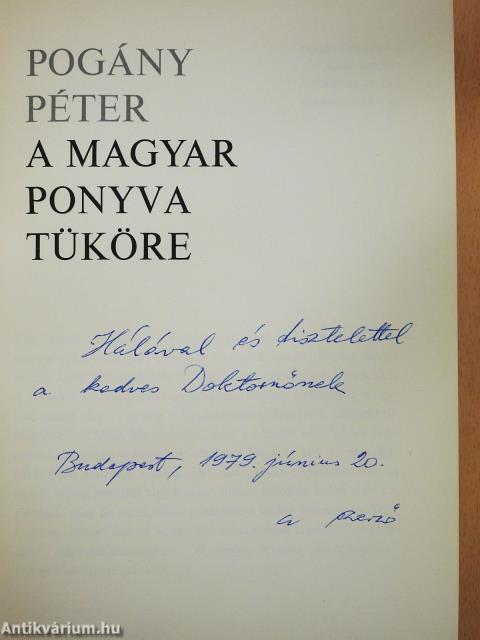 POGÁNY
PÉTER
A MAGYAR
PONYVA
TÜKÖRE
Hálával és tisztelettel
a kedves Doktornőnek
Budapest, 1979. június 20.
a szerző
Antikvárium.hu